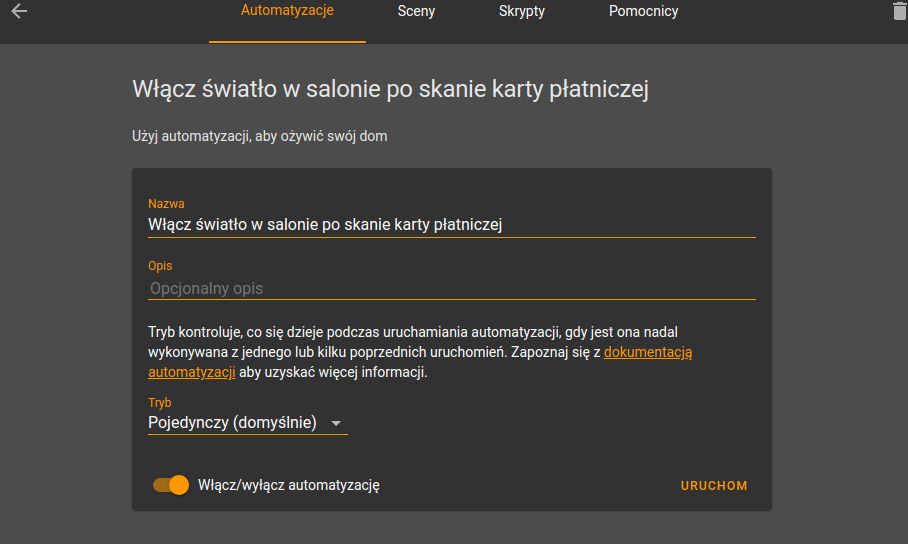 Automatyzacje Sceny Skrypty Pomocnicy
Włącz światło w salonie po skanie karty płatniczej
Użyj automatyzacji, aby ożywić swój dom
Nazwa
Włącz światło w salonie po skanie karty płatniczej
Opis
Opcjonalny opis
Tryb kontroluje, co się dzieje podczas uruchamiania automatyzacji, gdy jest ona nadal
wykonywana z jednego lub kilku poprzednich uruchomień. Zapoznaj się z dokumentacją
automatyzacji aby uzyskać więcej informacji.
Tryb
Pojedynczy (domyślnie)
Włącz/wyłącz automatyzację URUCHOM